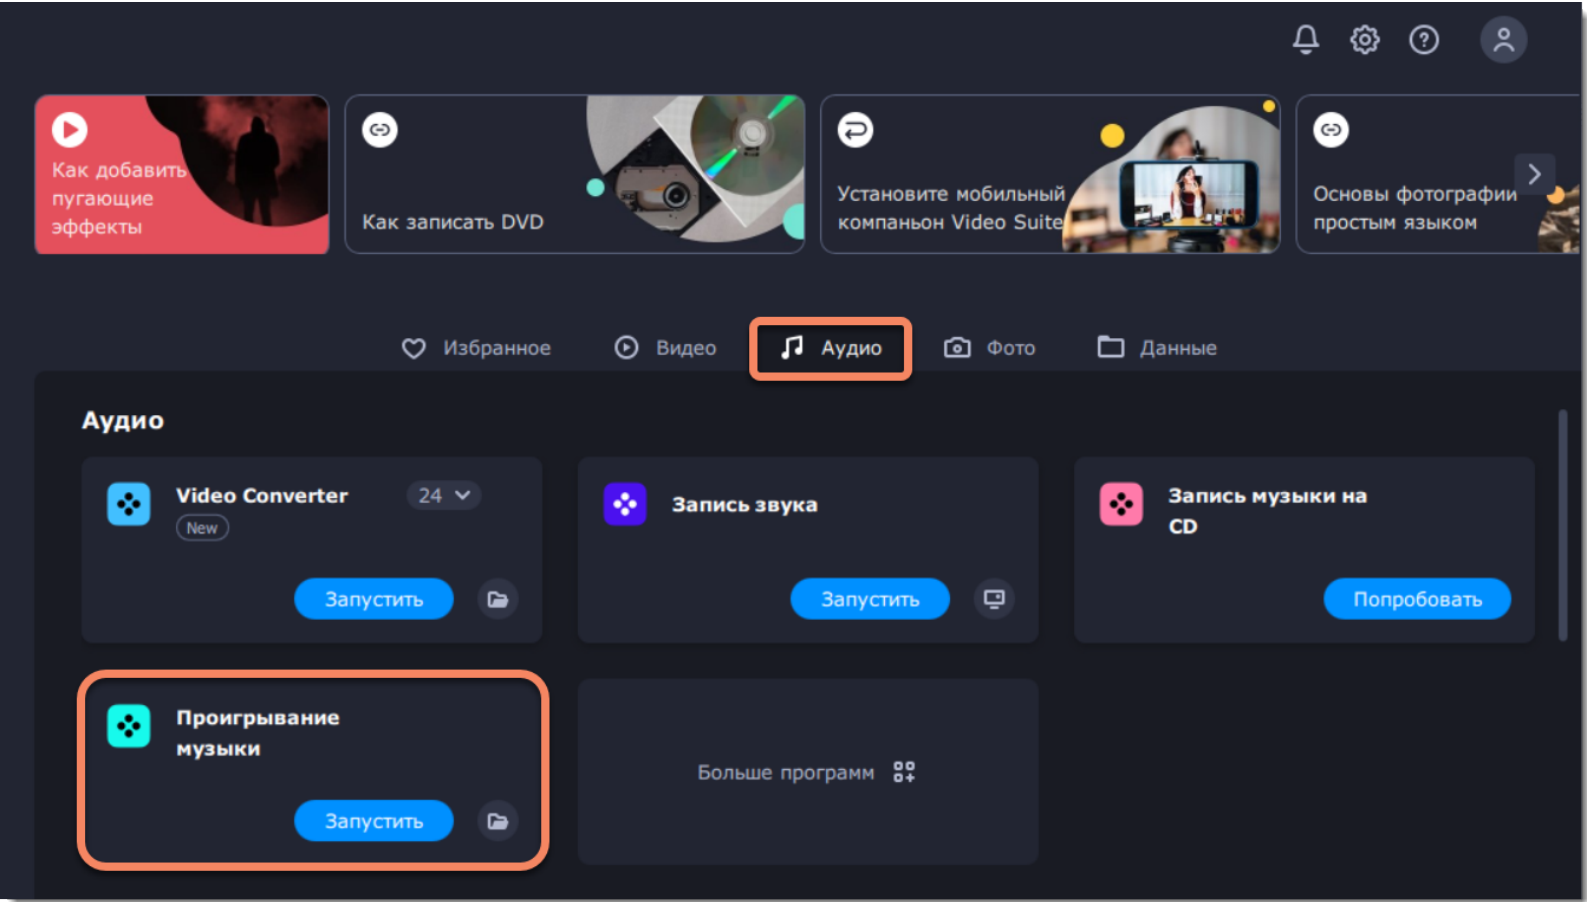 Как добавить
пугающие
эффекты
Как записать DVD
Установите мобильный
компаньон Video Suite
Основы фотографии
простым языком
Избранное
Видео
Аудио
Фото
Данные
Аудио
Video Converter
24
New
Запустить
Запись звука
Запустить
Запись музыки на
CD
Попробовать
Проигрывание
музыки
Запустить
Больше программ